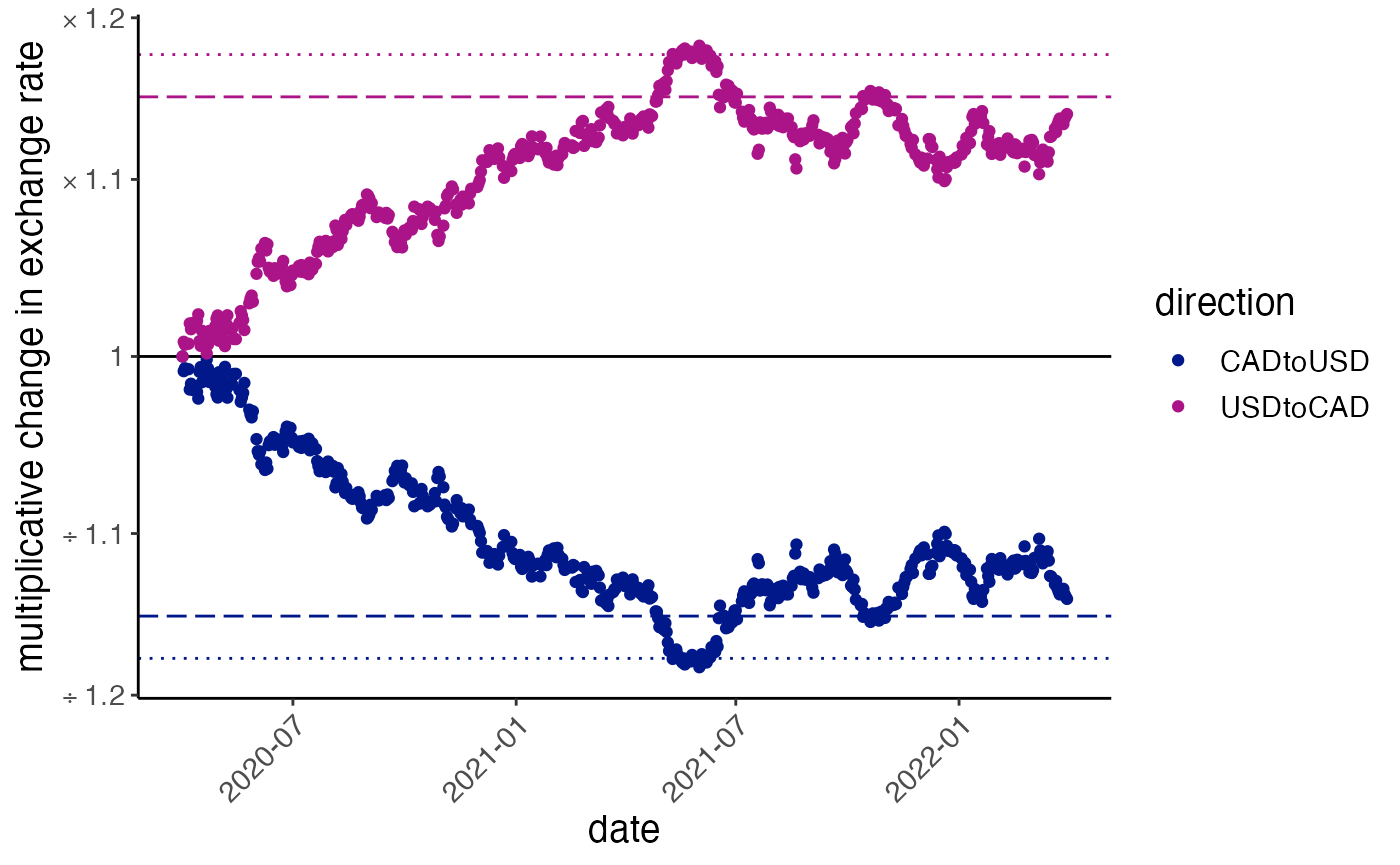 multiplicative change in exchange rate
× 1.2
× 1.1
1
÷ 1.1
÷ 1.2
2020-07
2021-01
2021-07
2022-01
date
direction
CADtoUSD
USDtoCAD